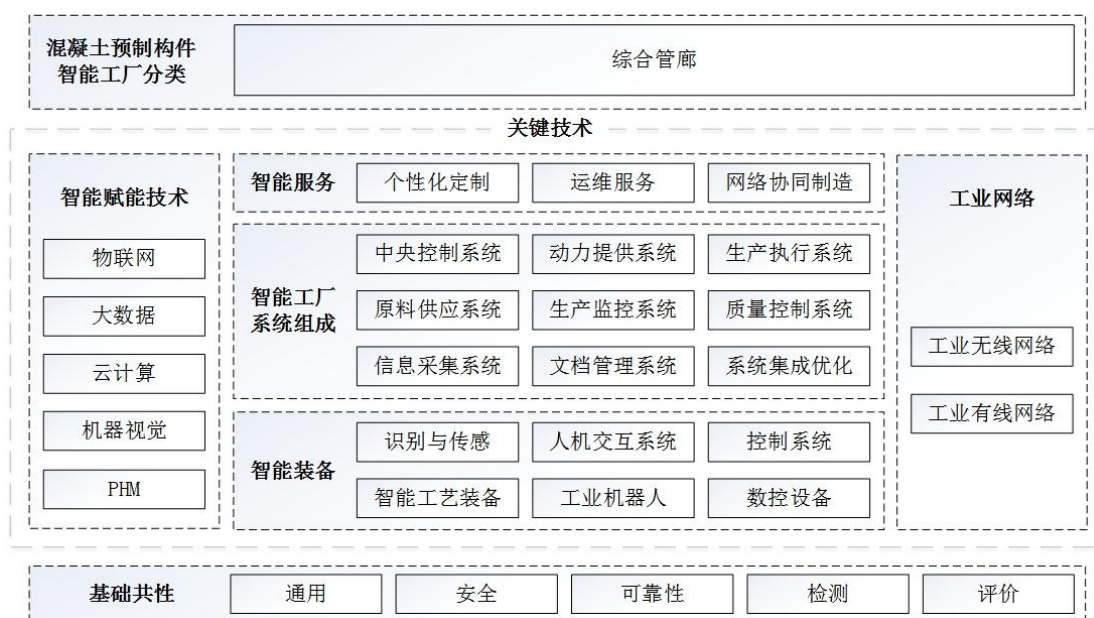 混凝土预制构件
智能工厂分类
综合管廊
关键技术
智能赋能技术
物联网
大数据
云计算
机器视觉
PHM
智能服务
个性化定制
运维服务
网络协同制造
智能工厂
系统组成
中央控制系统
动力提供系统
生产执行系统
原料供应系统
生产监控系统
质量控制系统
信息采集系统
文档管理系统
系统集成优化
智能装备
识别与传感
人机交互系统
控制系统
智能工艺装备
工业机器人
数控设备
工业网络
工业无线网络
工业有线网络
基础共性
通用
安全
可靠性
检测
评价